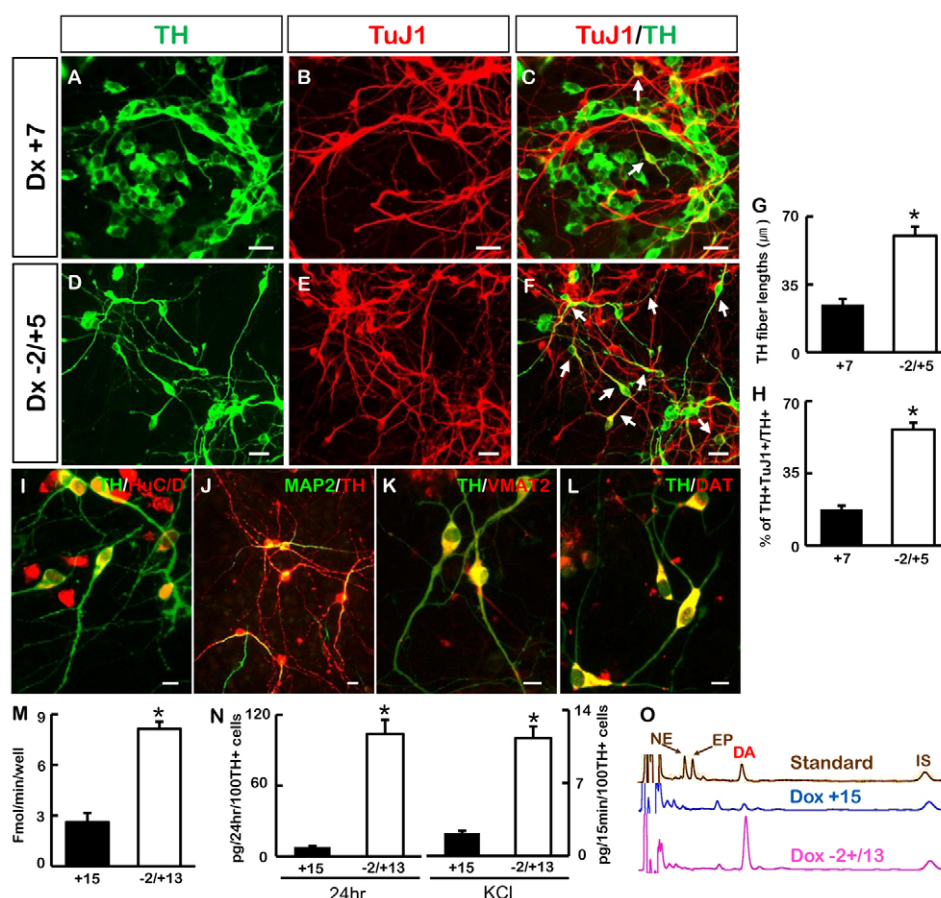 TH TuJ1 TuJ1/TH
Dx +7
A B C
Dx -2/+5
D E F
G
TH fiber lengths (㎛)
70
35
0
*
+7 -2/+5
H
% of TH+TuJ1+/TH+
70
35
0
*
+7 -2/+5
I TH/HuC/D
J MAP2/TH
K TH/VMAT2
L TH/DAT
M
Fmol/min/well
9
6
3
0
*
+15 -2/+13
N
pg/24hr/100TH+ cells
120
60
0
* *
14
7
0
pg/15min/100TH+ cells
+15 -2/+13 +15 -2/+13
24hr KCl
O
NE EP DA Standard IS
Dox +15
Dox -2+/13